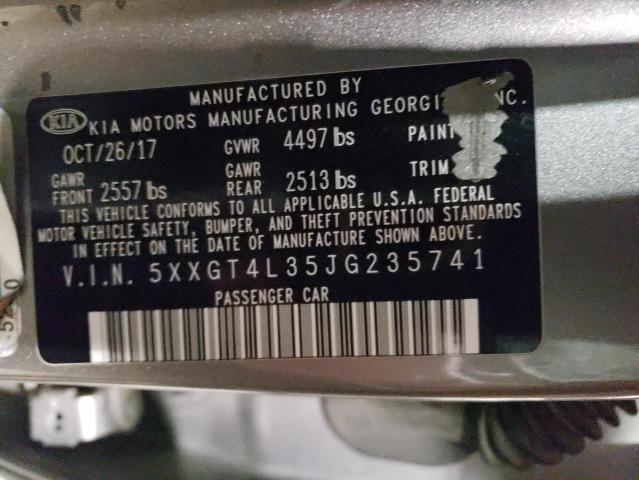 MANUFACTURED BY
KIA KIA MOTORS MANUFACTURING GEORGI NC.
OCT/26/17 GVWR 4497 lbs PAINT
GAWR FRONT 2557 lbs GAWR REAR 2513 lbs TRIM
THIS VEHICLE CONFORMS TO ALL APPLICABLE U.S.A. FEDERAL
MOTOR VEHICLE SAFETY, BUMPER, AND THEFT PREVENTION STANDARDS
IN EFFECT ON THE DATE OF MANUFACTURE SHOWN ABOVE.
V.I.N. 5XXGT4L35JG235741
PASSENGER CAR